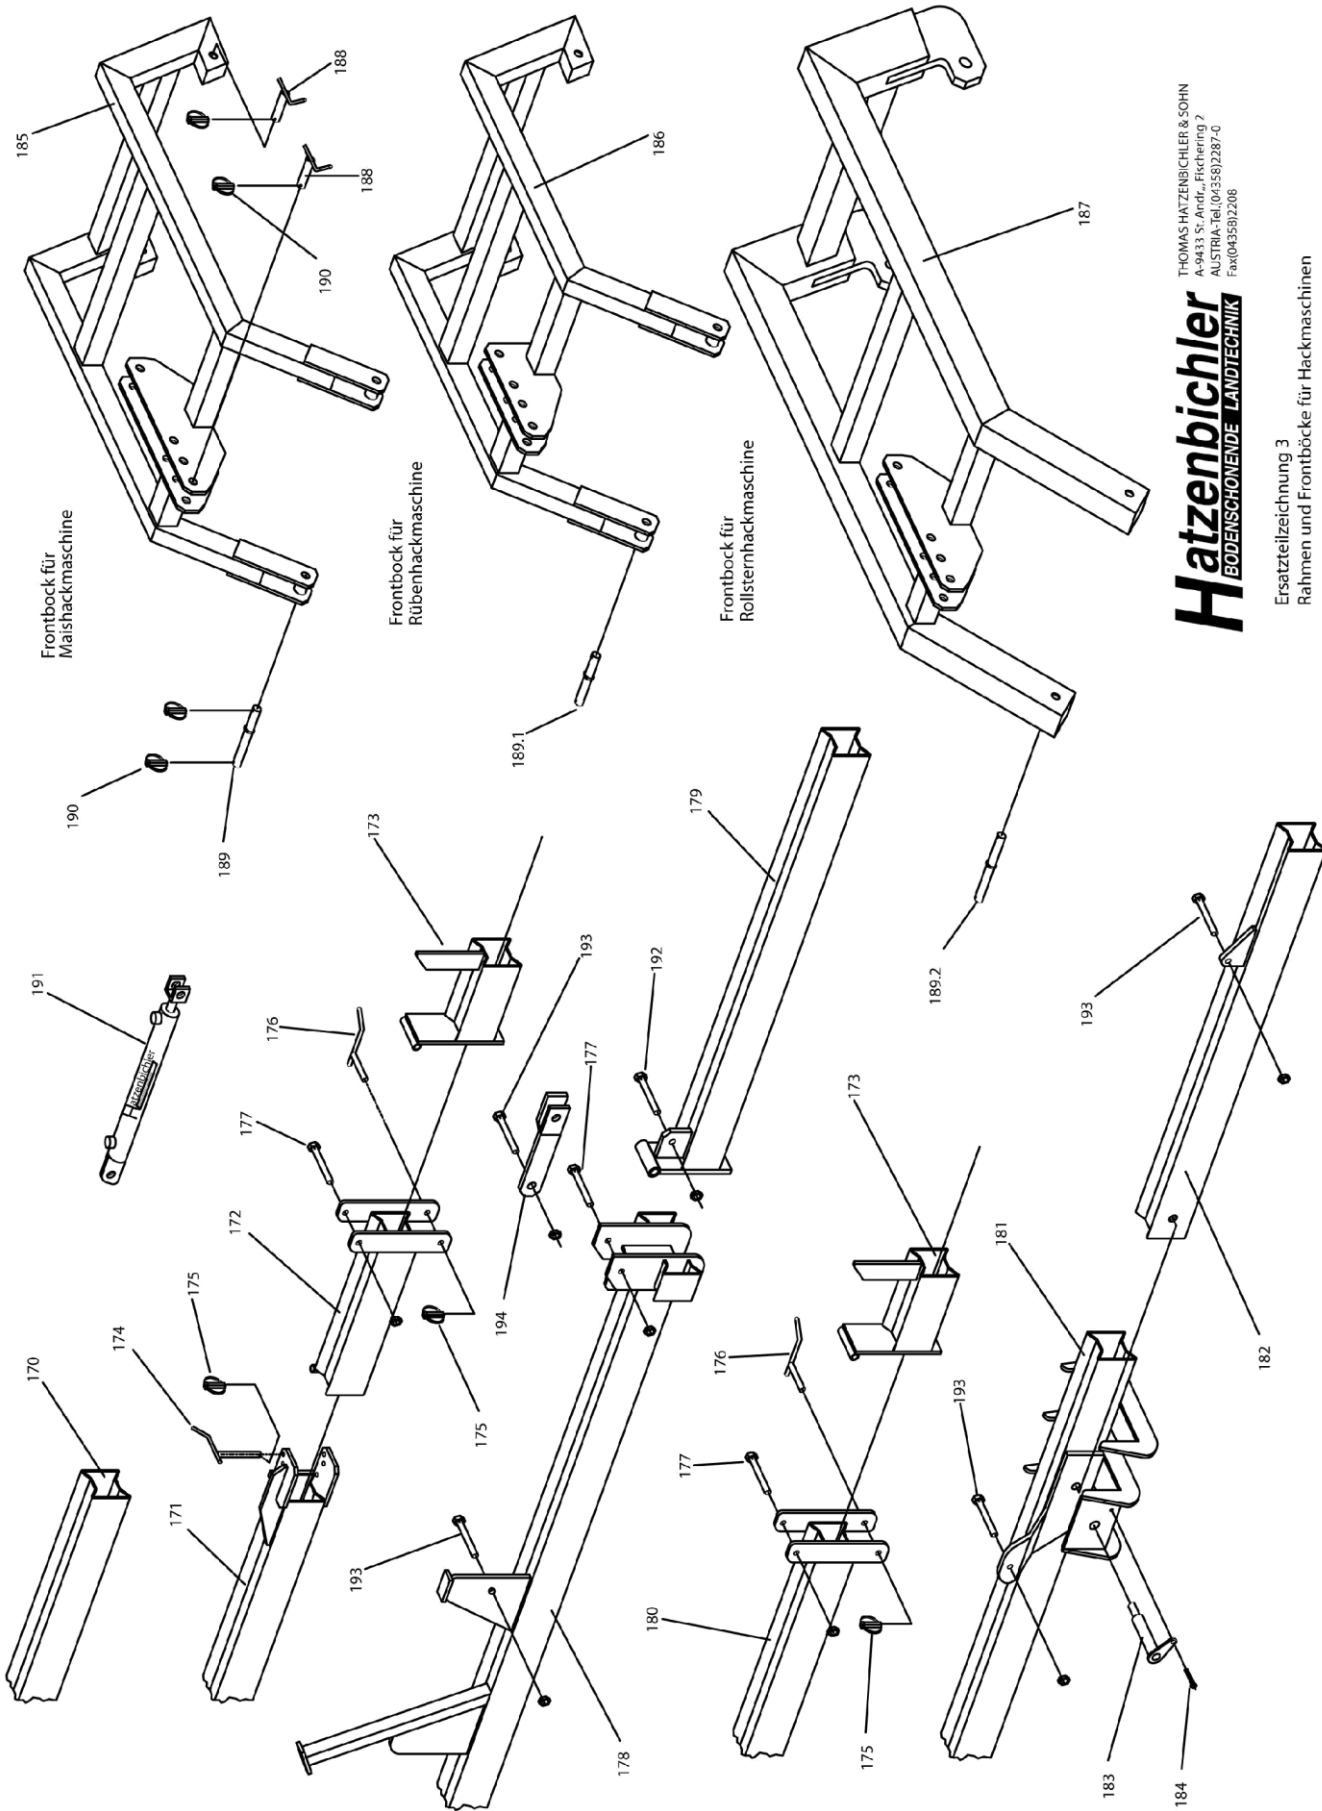 185
188
188
190
Frontbock für
Maishackmaschine
190
189
186
Frontbock für
Rübenhackmaschine
189.1
187
Frontbock für
Rollsternhackmaschine
189.2
191
173
176
193
177
177
172
175
174
175
170
171
194
192
179
193
178
173
176
177
180
175
193
181
182
193
183
184
Hatzenbichler
Hatzenbichler
BODENSCHONENDE LANDTECHNIK
THOMAS HATZENBICHLER & SOHN
A-9433 St. Andr., Fischering 2
AUSTRIA-Tel.(04358)2287-0
Fax(04358)2208
Ersatzteilzeichnung 3
Rahmen und Frontböcke für Hackmaschinen